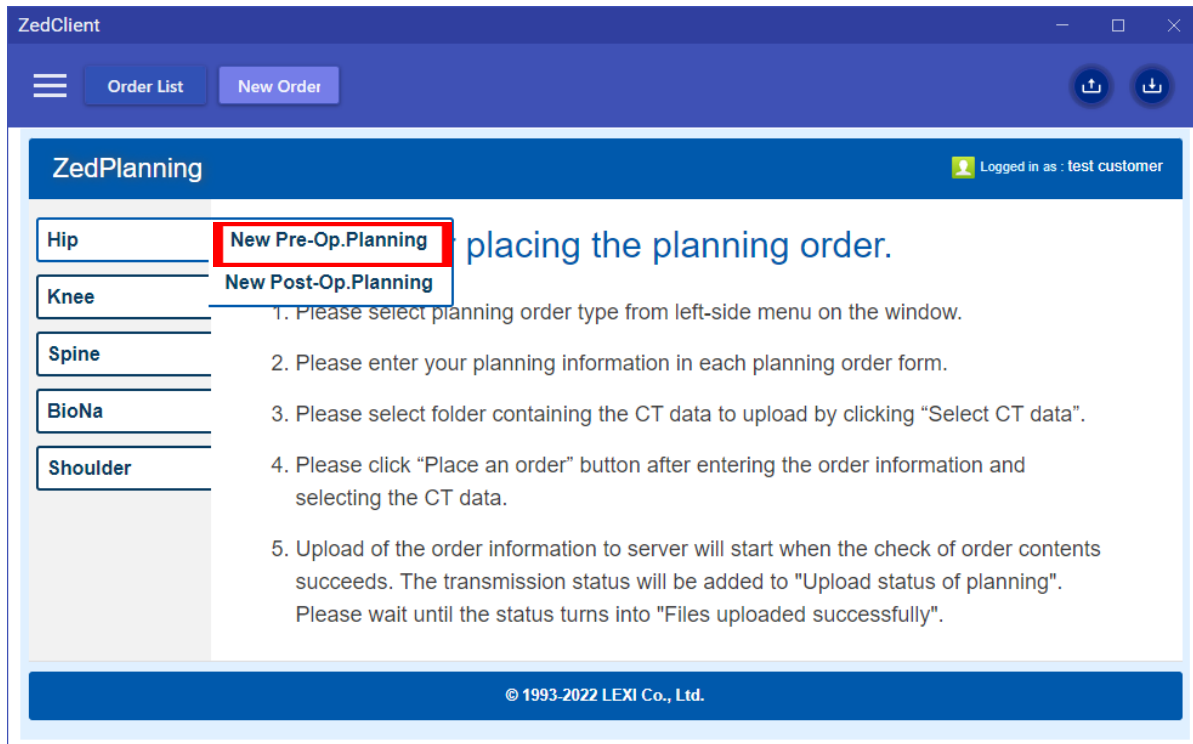 ZedClient
Order List
New Order
ZedPlanning
Logged in as : test customer
Hip
Knee
Spine
BioNa
Shoulder
New Pre-Op.Planning
New Post-Op.Planning
placing the planning order.
1. Please select planning order type from left-side menu on the window.
2. Please enter your planning information in each planning order form.
3. Please select folder containing the CT data to upload by clicking “Select CT data”.
4. Please click “Place an order” button after entering the order information and
selecting the CT data.
5. Upload of the order information to server will start when the check of order contents
succeeds. The transmission status will be added to "Upload status of planning".
Please wait until the status turns into "Files uploaded successfully".
© 1993-2022 LEXI Co., Ltd.